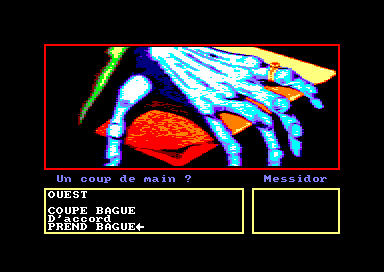 Un coup de main ? Messidor
OUEST
COUPE BAGUE
D'accord
PREND BAGUE←